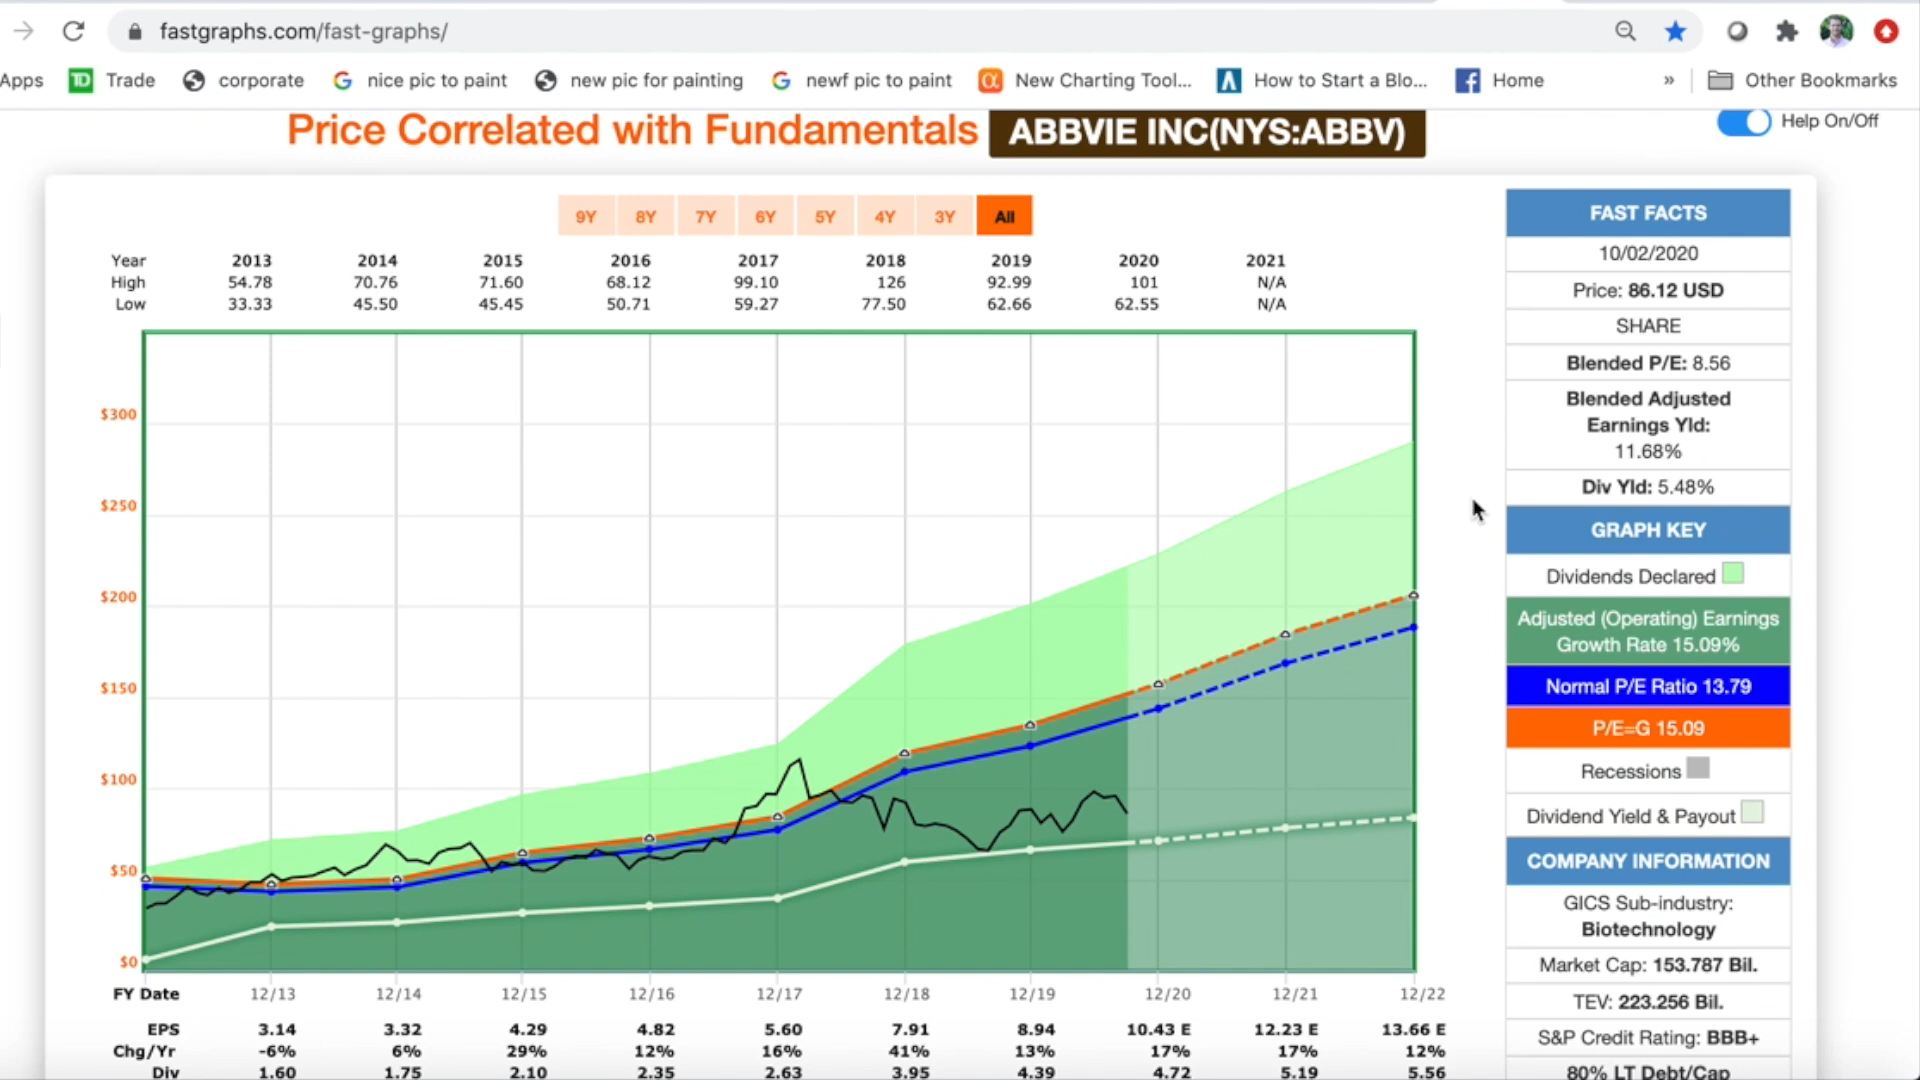 fastgraphs.com/fast-graphs/
Apps TD Trade corporate nice pic to paint new pic for painting newf pic to paint New Charting Tool... How to Start a Blo... Home » Other Bookmarks
Price Correlated with Fundamentals ABBVIE INC(NYS:ABBV)
Help On/Off
9Y 8Y 7Y 6Y 5Y 4Y 3Y All
Year 2013 2014 2015 2016 2017 2018 2019 2020 2021
High 54.78 70.76 71.60 68.12 99.10 126 92.99 101 N/A
Low 33.33 45.50 45.45 50.71 59.27 77.50 62.66 62.55 N/A
$300
$250
$200
$150
$100
$50
$0
FY Date 12/13 12/14 12/15 12/16 12/17 12/18 12/19 12/20 12/21 12/22
EPS 3.14 3.32 4.29 4.82 5.60 7.91 8.94 10.43 E 12.23 E 13.66 E
Chg/Yr -6% 6% 29% 12% 16% 41% 13% 17% 17% 12%
Div 1.60 1.75 2.10 2.35 2.63 3.95 4.39 4.72 5.19 5.56
FAST FACTS
10/02/2020
Price: 86.12 USD
SHARE
Blended P/E: 8.56
Blended Adjusted
Earnings Yld:
11.68%
Div Yld: 5.48%
GRAPH KEY
Dividends Declared
Adjusted (Operating) Earnings
Growth Rate 15.09%
Normal P/E Ratio 13.79
P/E=G 15.09
Recessions
Dividend Yield & Payout
COMPANY INFORMATION
GICS Sub-industry:
Biotechnology
Market Cap: 153.787 Bil.
TEV: 223.256 Bil.
S&P Credit Rating: BBB+
80% LT Debt/Cap